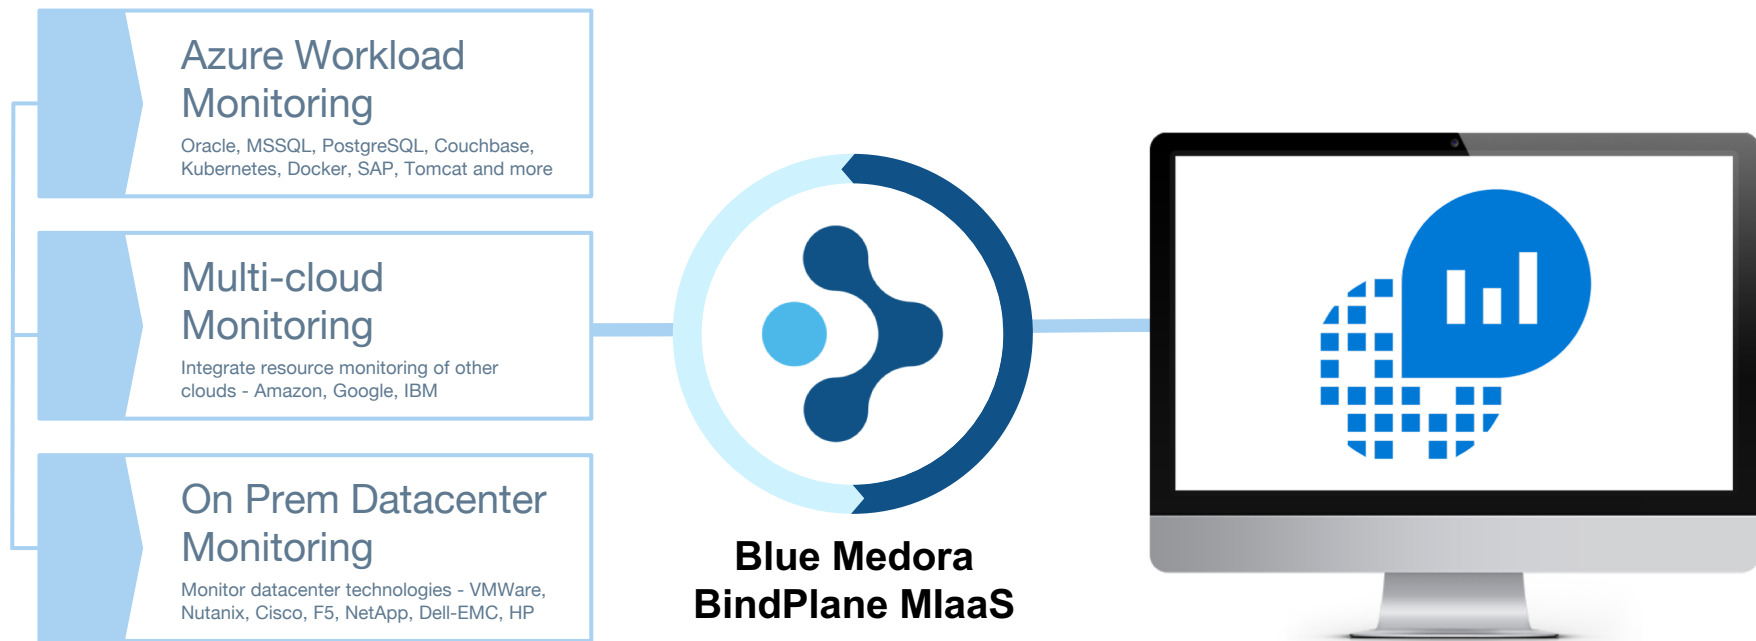 Azure Workload
Monitoring
Oracle, MSSQL, PostgreSQL, Couchbase,
Kubernetes, Docker, SAP, Tomcat and more
Multi-cloud
Monitoring
Integrate resource monitoring of other
clouds - Amazon, Google, IBM
On Prem Datacenter
Monitoring
Monitor datacenter technologies - VMWare,
Nutanix, Cisco, F5, NetApp, Dell-EMC, HP
Blue Medora
BindPlane MIaaS